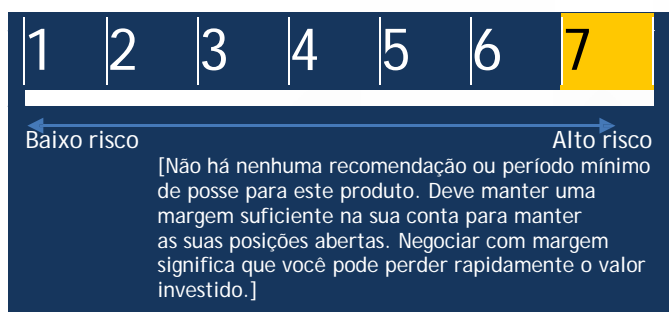 1 2 3 4 5 6 7
Baixo risco Alto risco
[Não há nenhuma recomendação ou período mínimo
de posse para este produto. Deve manter uma
margem suficiente na sua conta para manter
as suas posições abertas. Negociar com margem
significa que você pode perder rapidamente o valor
investido.]